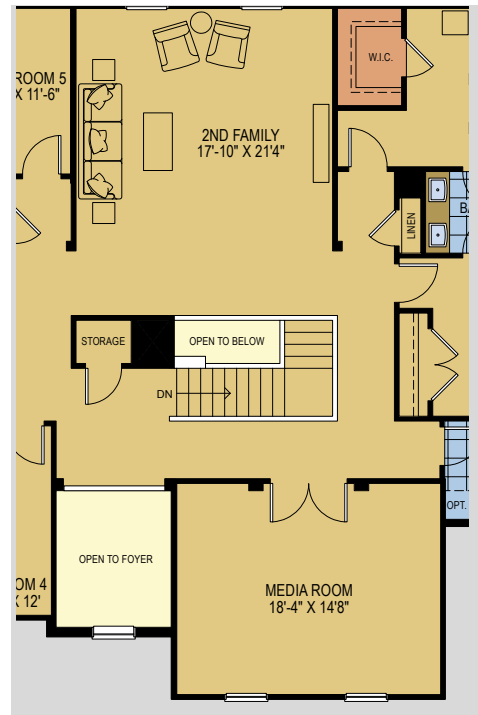 ROOM 5
X 11'-6"
W.I.C.
2ND FAMILY
17'-10" X 21'4"
LINEN
STORAGE
OPEN TO BELOW
DN
OPT.
OPEN TO FOYER
OM 4
X 12'
MEDIA ROOM
18'-4" X 14'8"